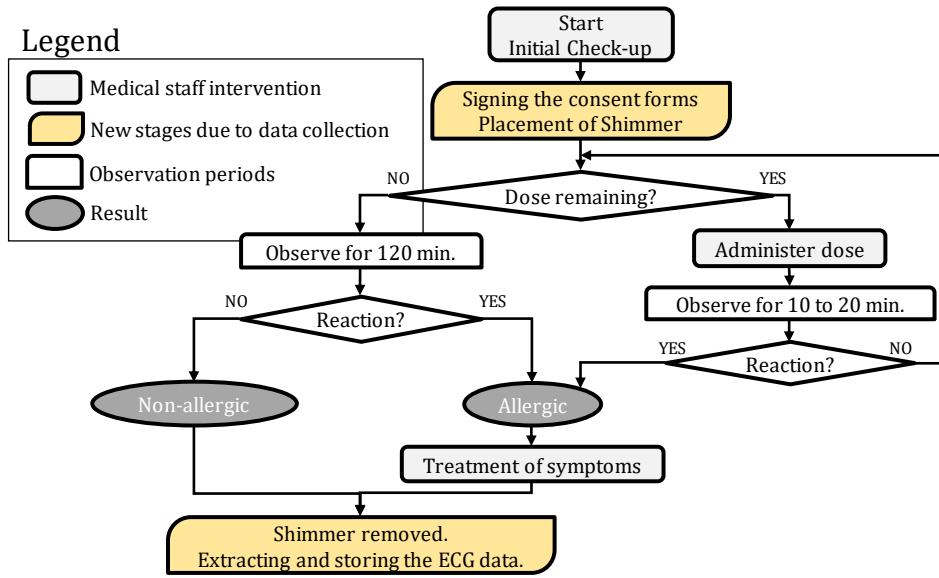 Legend
Medical staff intervention
New stages due to data collection
Observation periods
Result
Start
Initial Check-up
Signing the consent forms
Placement of Shimmer
NO
Dose remaining?
YES
Observe for 120 min.
Administer dose
NO
Reaction?
YES
Observe for 10 to 20 min.
YES
Reaction?
NO
Non-allergic
Allergic
Treatment of symptoms
Shimmer removed.
Extracting and storing the ECG data.